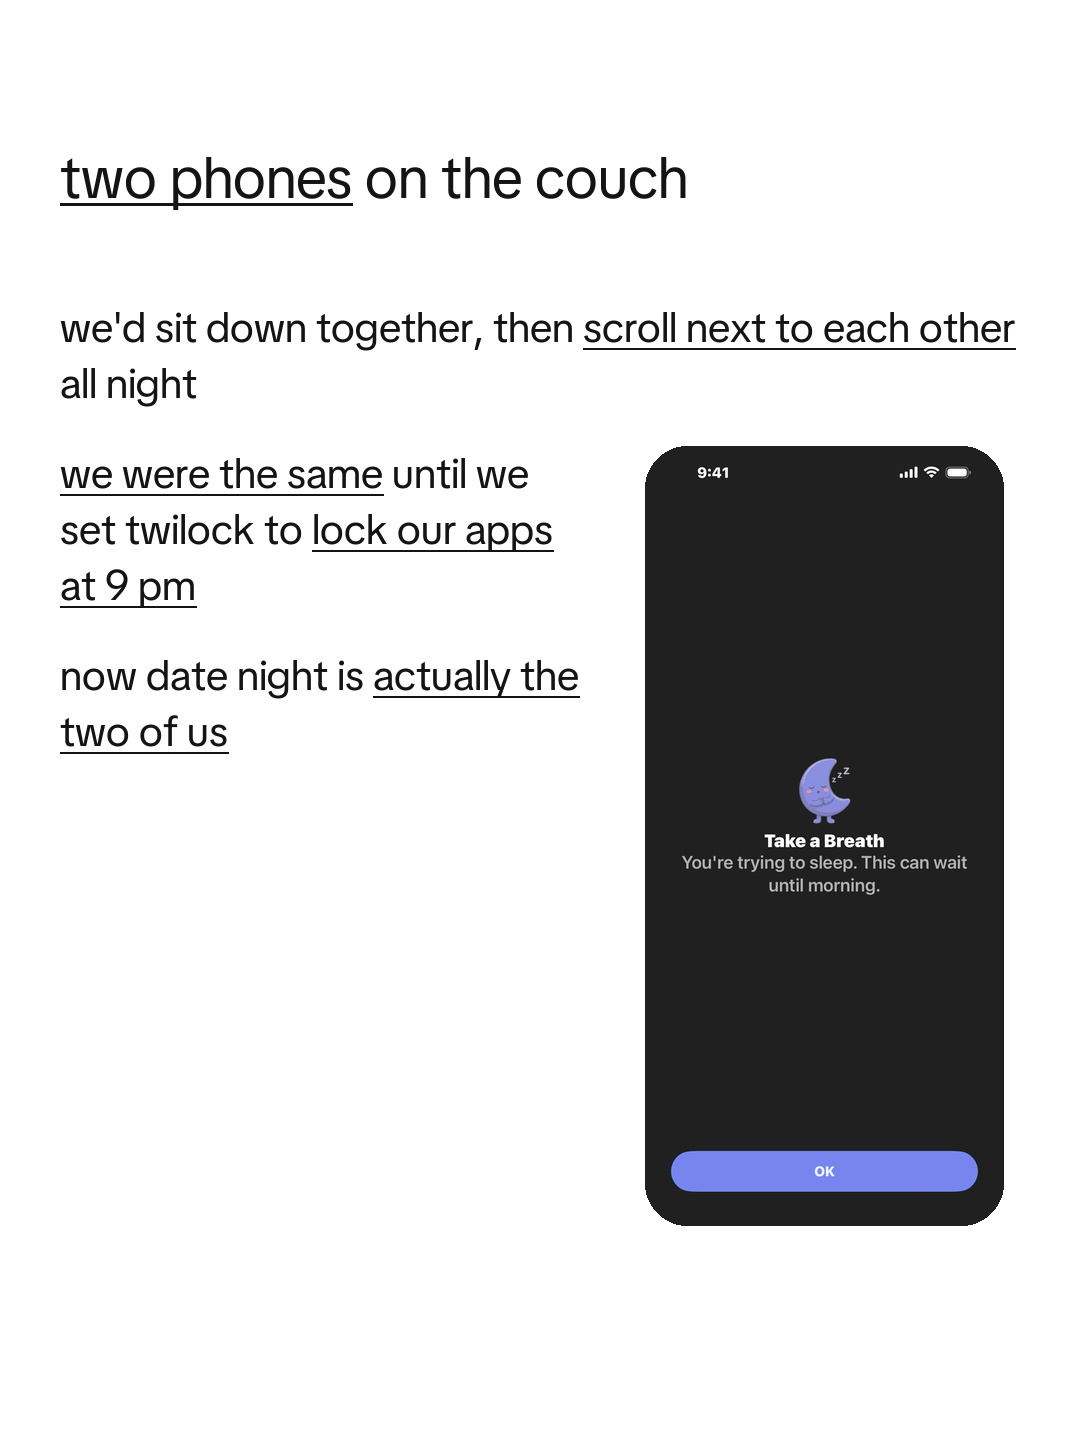 two phones on the couch
we'd sit down together, then scroll next to each other
all night
we were the same until we
set twilock to lock our apps
at 9 pm
now date night is actually the
two of us
9:41
z z z
Take a Breath
You're trying to sleep. This can wait
until morning.
OK